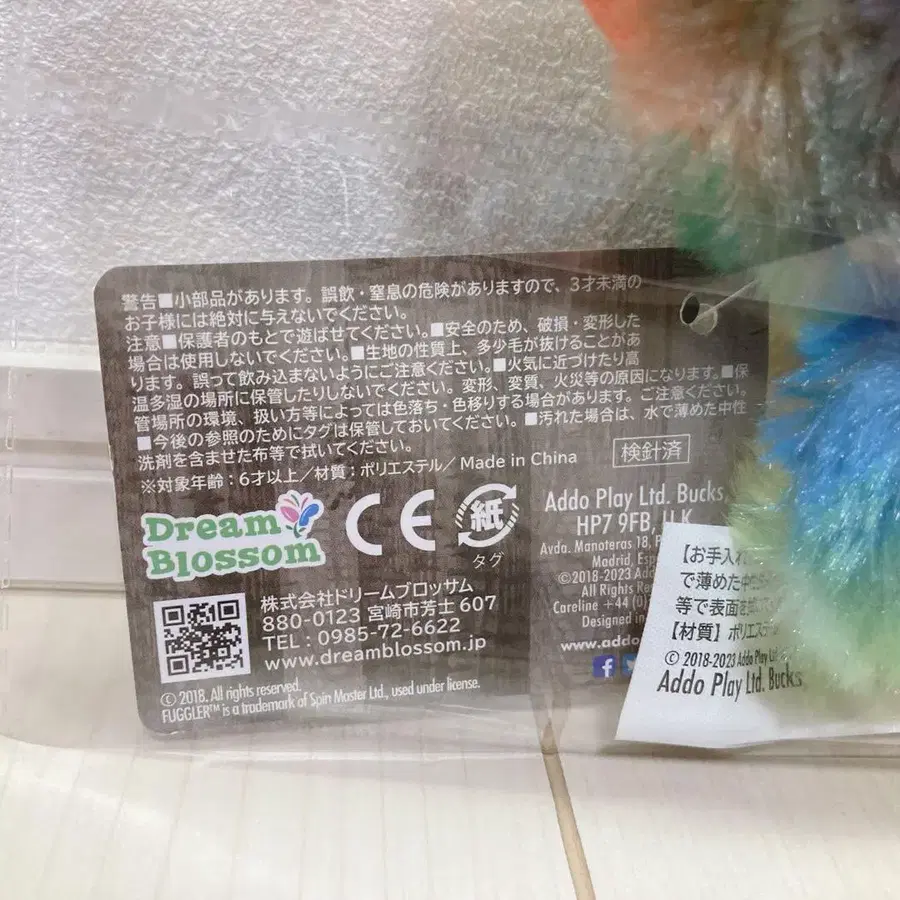 警告■小部品があります。誤飲・窒息の危険がありますので、3才未満の
お子様には絶対に与えないでください。
注意■保護者のもとで遊ばせてください。■安全のため、破損・変形した
場合は使用しないでください。■生地の性質上、多少毛が抜けることがあ
ります。誤って飲み込まないようにご注意ください。■火気に近づけたり高
温多湿の場所に保管したりしないでください。変形、変質、火災等の原因になります。■保
管場所の環境、扱い方等によっては色落ち・色移りする場合があります。ご注意ください。
■今後の参照のためにタグは保管しておいてください。■汚れた場合は、水で薄めた中性
洗剤を含ませた布等で拭いてください。
※対象年齢：6才以上/材質：ポリエステル/Made in China
検針済
Dream
Blossom
CE
紙
タグ
株式会社ドリームブロッサム
880-0123 宮崎市芳士 607
TEL：0985-72-6622
www.dreamblossom.jp
© 2018. All rights reserved.
FUGGLER™ is a trademark of Spin Master Ltd., used under license.
Addo Play Ltd. Bucks,
HP7 9FB, U.K
Avda. Manoteras 18,
Madrid,
©2018-2023
All Rights
Careline +44 (0)
Designed in
www.addo
【お手入れ
で薄めた中
等で表面を
【材質】ポリエステル
© 2018-2023 Addo Play Ltd.
Addo Play Ltd. Bucks,